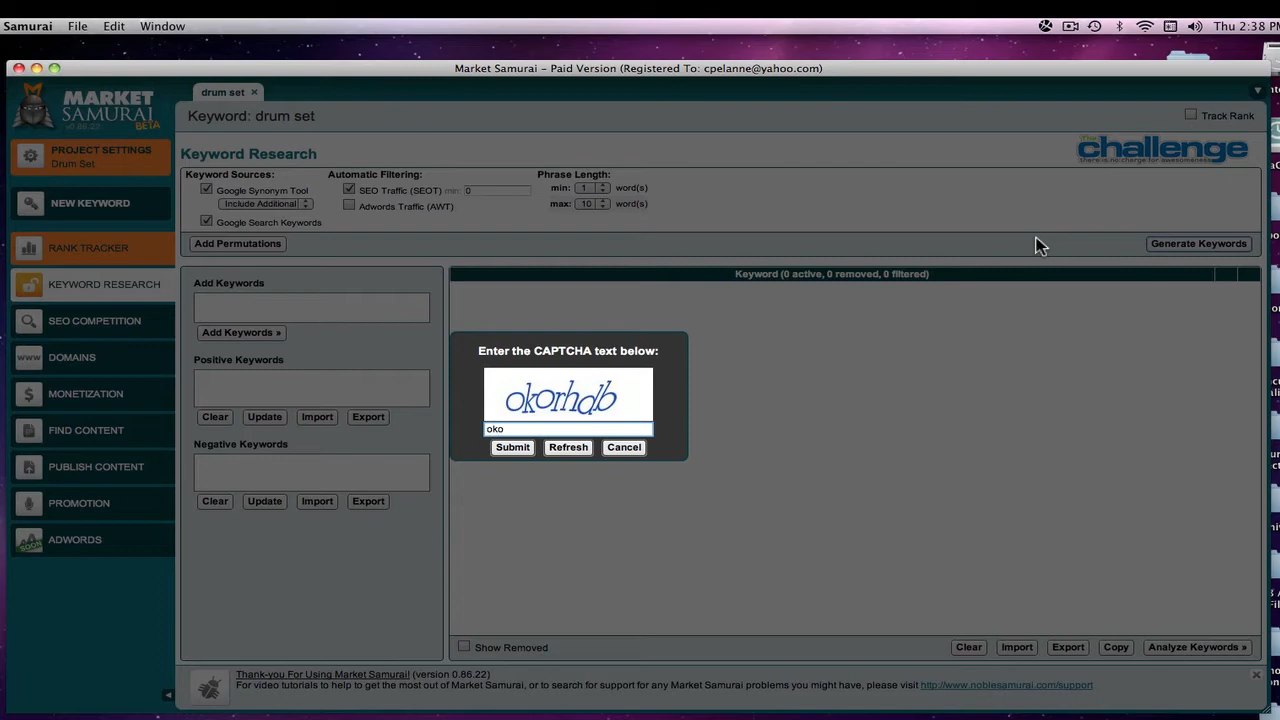 Samurai File Edit Window Thu 2:38 PM
Market Samurai – Paid Version (Registered To: cpelanne@yahoo.com)
MARKET
SAMURAI
v0.86.22 BETA
drum set
Keyword: drum set
Track Rank
PROJECT SETTINGS
Drum Set
Keyword Research
the challenge
there is no charge for awesomeness
Keyword Sources: Automatic Filtering: Phrase Length:
Google Synonym Tool SEO Traffic (SEOT) min: 0 min: 1 word(s)
Include Additional Adwords Traffic (AWT) max: 10 word(s)
Google Search Keywords
Add Permutations Generate Keywords
NEW KEYWORD
RANK TRACKER
KEYWORD RESEARCH
SEO COMPETITION
www DOMAINS
$ MONETIZATION
FIND CONTENT
PUBLISH CONTENT
PROMOTION
SOON ADWORDS
Add Keywords
Add Keywords »
Positive Keywords
Clear Update Import Export
Negative Keywords
Clear Update Import Export
Keyword (0 active, 0 removed, 0 filtered)
Enter the CAPTCHA text below:
okorhdb
oko
Submit Refresh Cancel
Show Removed Clear Import Export Copy Analyze Keywords »
Thank-you For Using Market Samurai! (version 0.86.22)
For video tutorials to help to get the most out of Market Samurai, or to search for support for any Market Samurai problems you might have, please visit http://www.noblesamurai.com/support